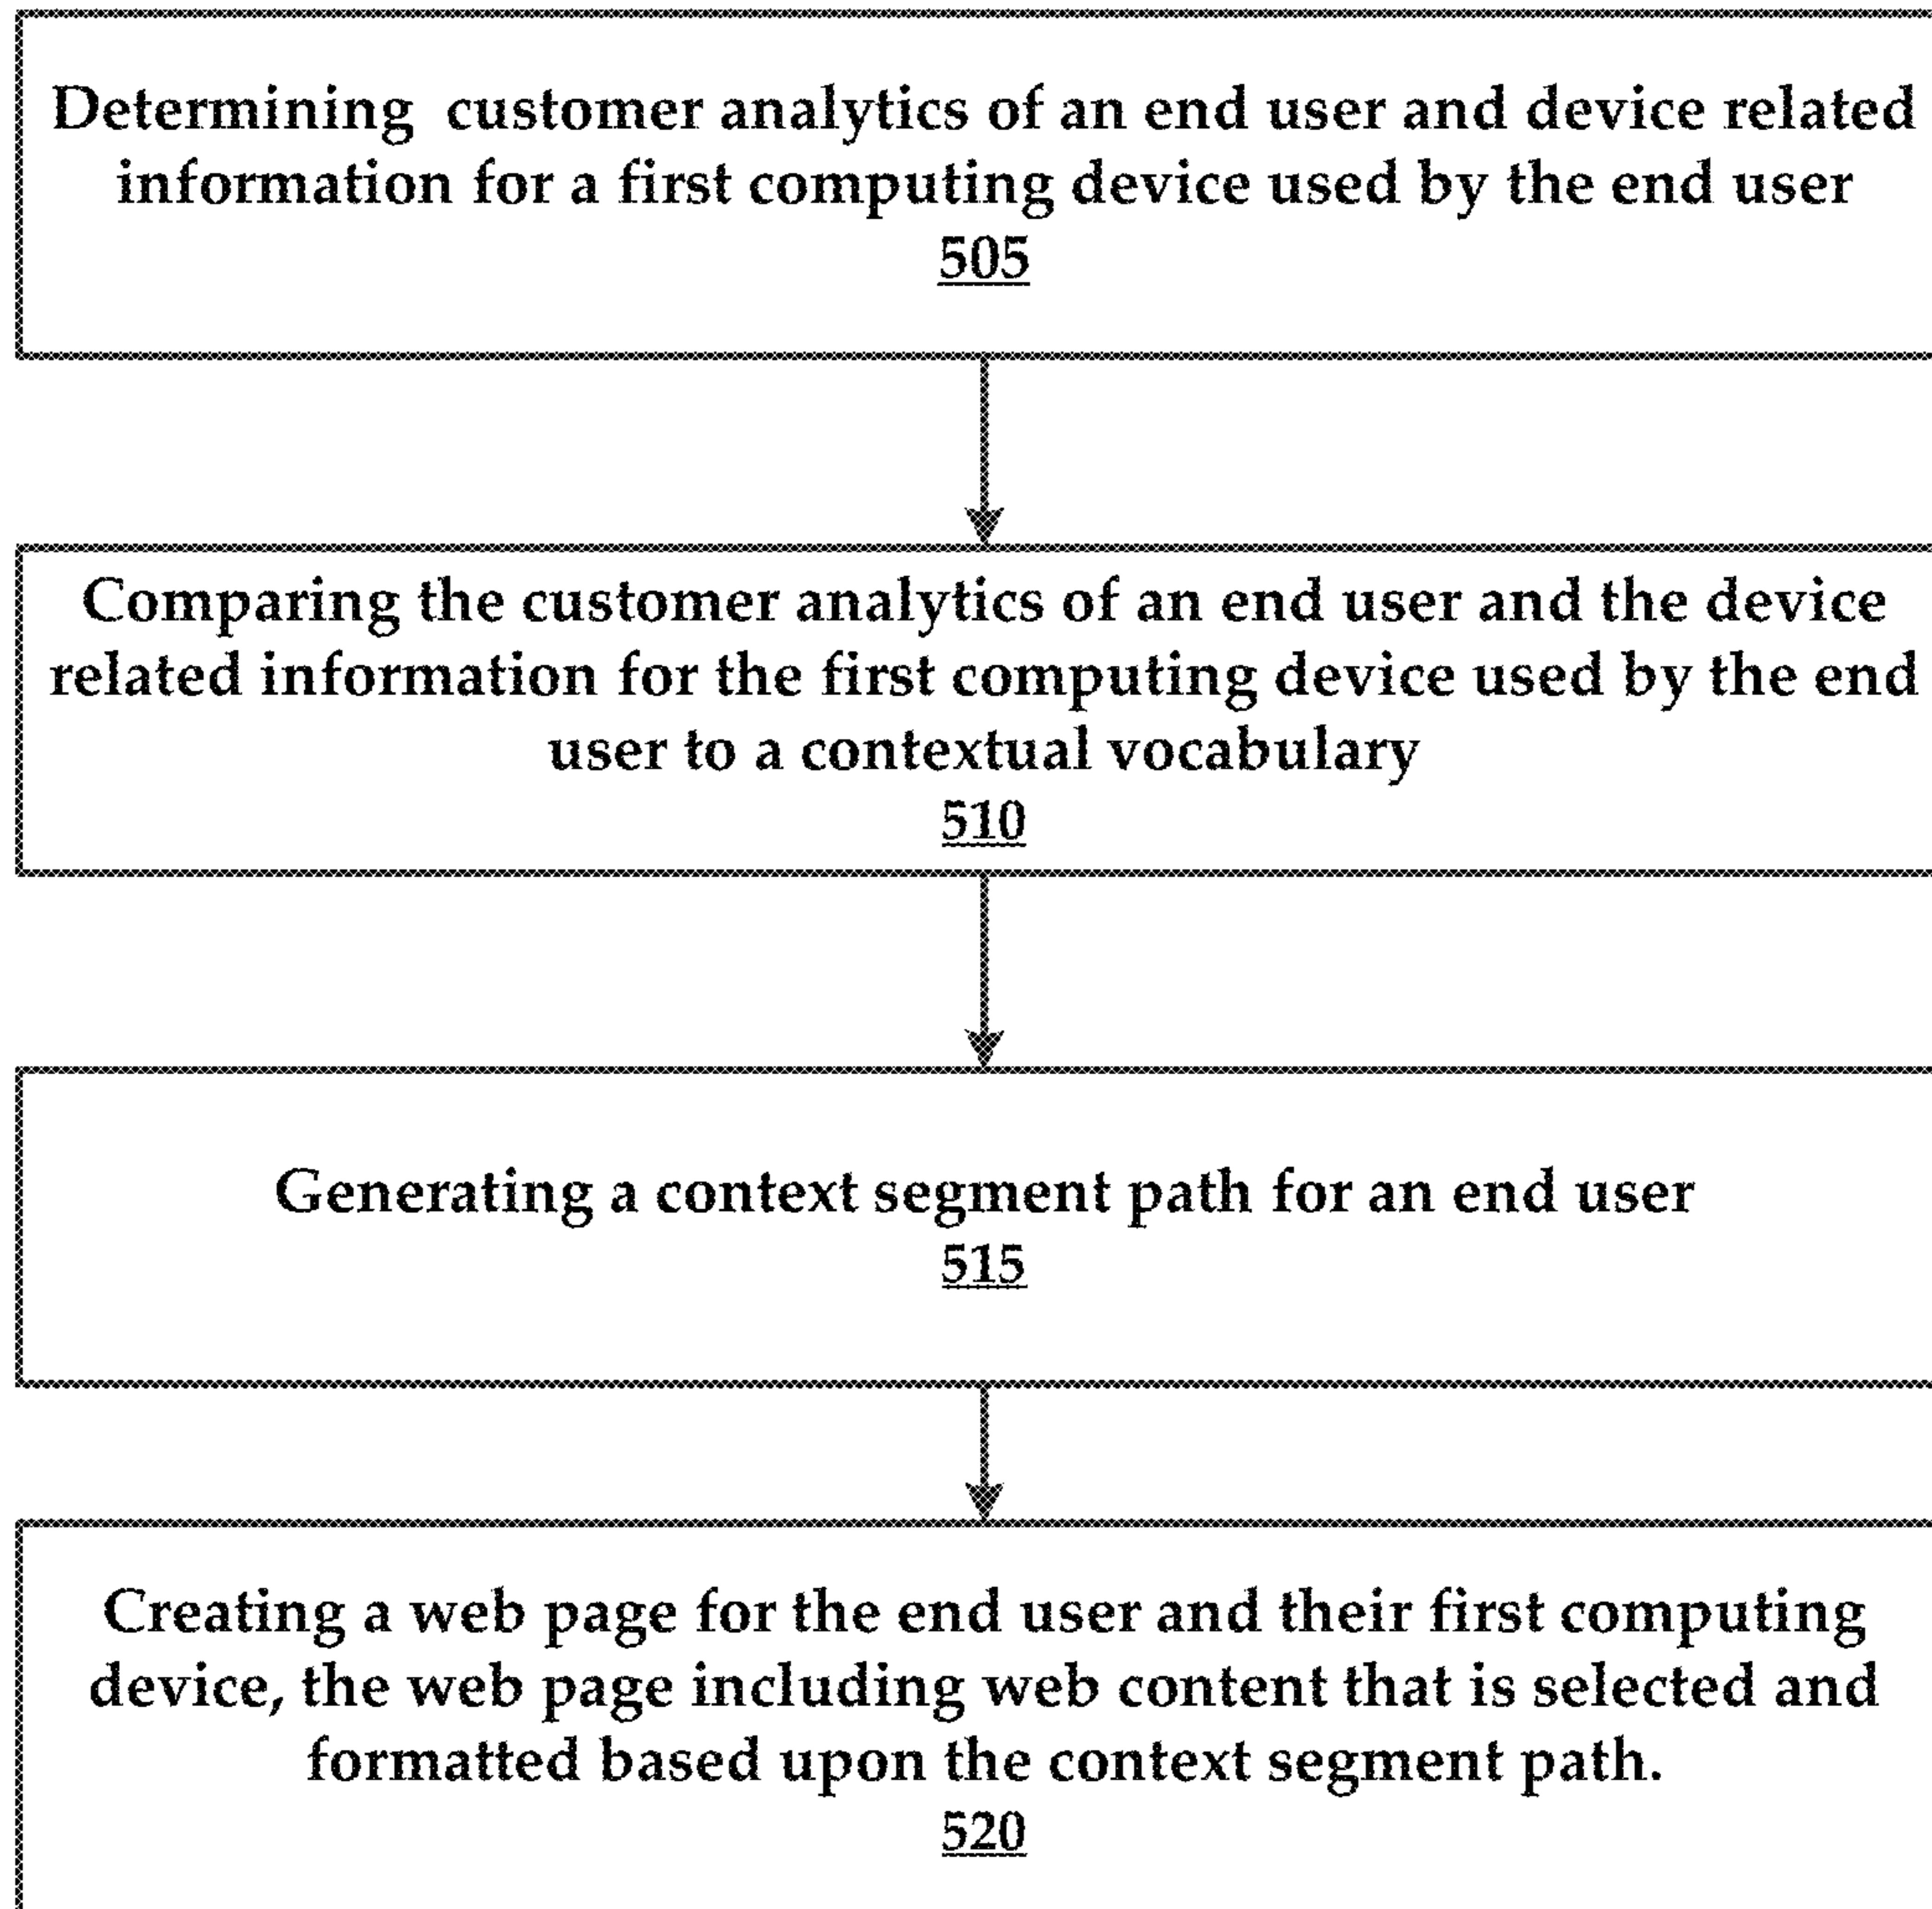 Determining customer analytics of an end user and device related
information for a first computing device used by the end user
505
Comparing the customer analytics of an end user and the device
related information for the first computing device used by the end
user to a contextual vocabulary
510
Generating a context segment path for an end user
515
Creating a web page for the end user and their first computing
device, the web page including web content that is selected and
formatted based upon the context segment path.
520